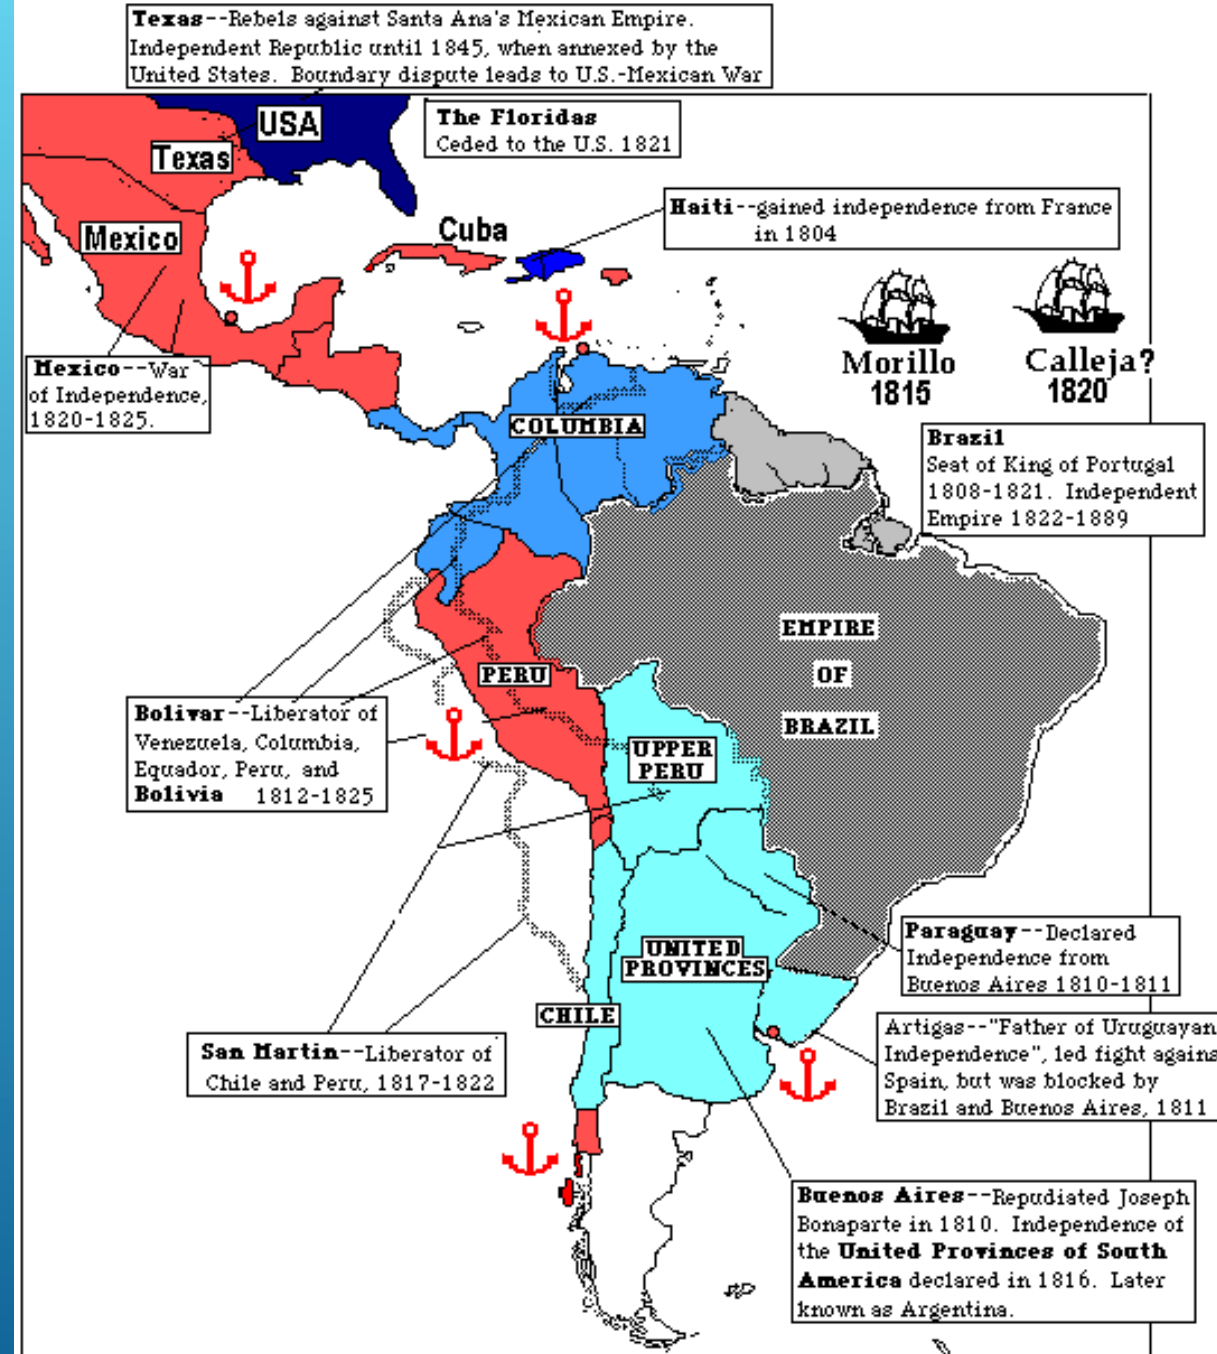 Texas--Rebels against Santa Ana's Mexican Empire.
Independent Republic until 1845, when annexed by the
United States. Boundary dispute leads to U.S.-Mexican War
USA
The Floridas
Ceded to the U.S. 1821
Texas
Haiti--gained independence from France
in 1804
Cuba
Mexico
Morillo
1815
Calleja?
1820
Mexico--War
of Independence,
1820-1825.
COLUMBIA
Brazil
Seat of King of Portugal
1808-1821. Independent
Empire 1822-1889
EMPIRE
OF
BRAZIL
PERU
Bolivar--Liberator of
Venezuela, Columbia,
Equador, Peru, and
Bolivia 1812-1825
UPPER
PERU
Paraguay--Declared
Independence from
Buenos Aires 1810-1811
UNITED
PROVINCES
CHILE
San Martin--Liberator of
Chile and Peru, 1817-1822
Artigas--"Father of Uruguayan
Independence", led fight agains
Spain, but was blocked by
Brazil and Buenos Aires, 1811
Buenos Aires--Repudiated Joseph
Bonaparte in 1810. Independence of
the United Provinces of South
America declared in 1816. Later
known as Argentina.